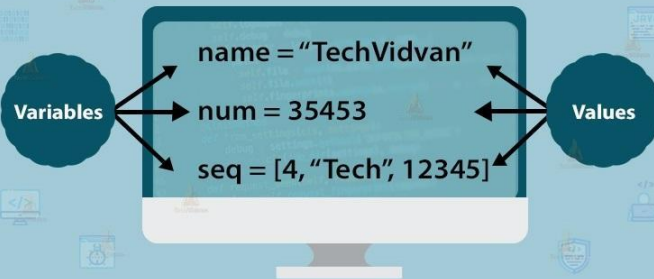 Variables
name = “TechVidvan”
num = 35453
seq = [4, “Tech”, 12345]
Values